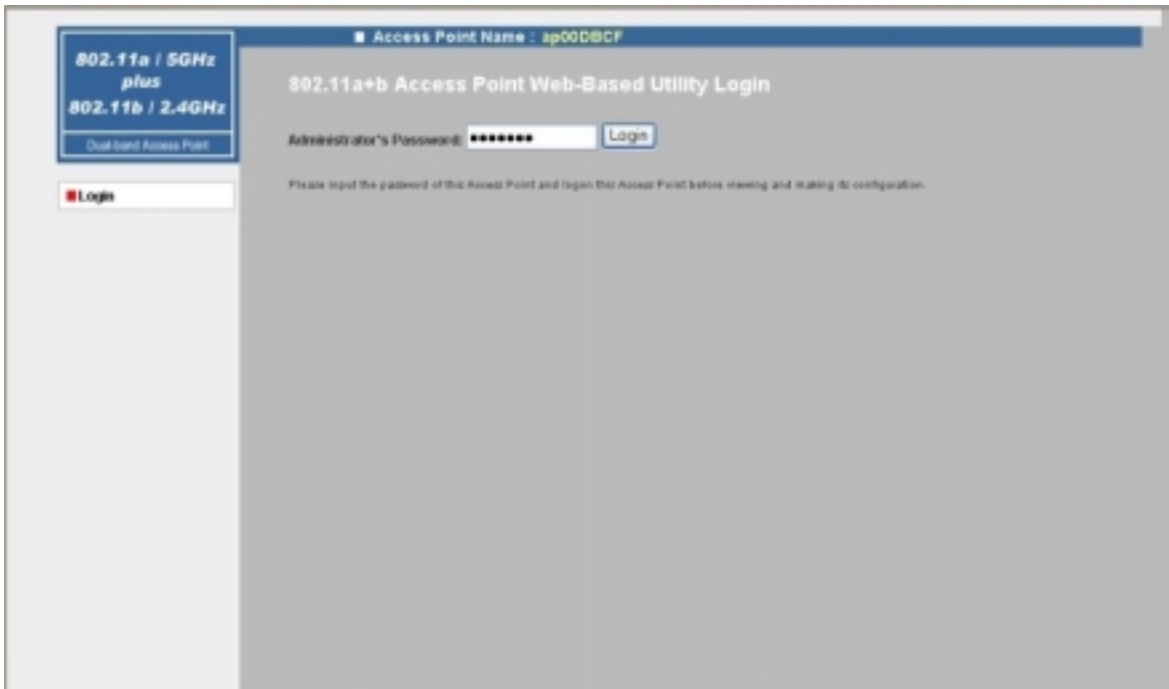 802.11a / 5GHz
plus
802.11b / 2.4GHz
Dual-band Access Point
Login
■ Access Point Name : ap00DBCF
802.11a+b Access Point Web-Based Utility Login
Administrator's Password: ●●●●●●● Login
Please input the password of this Access Point and logon this Access Point before viewing and making its configuration.